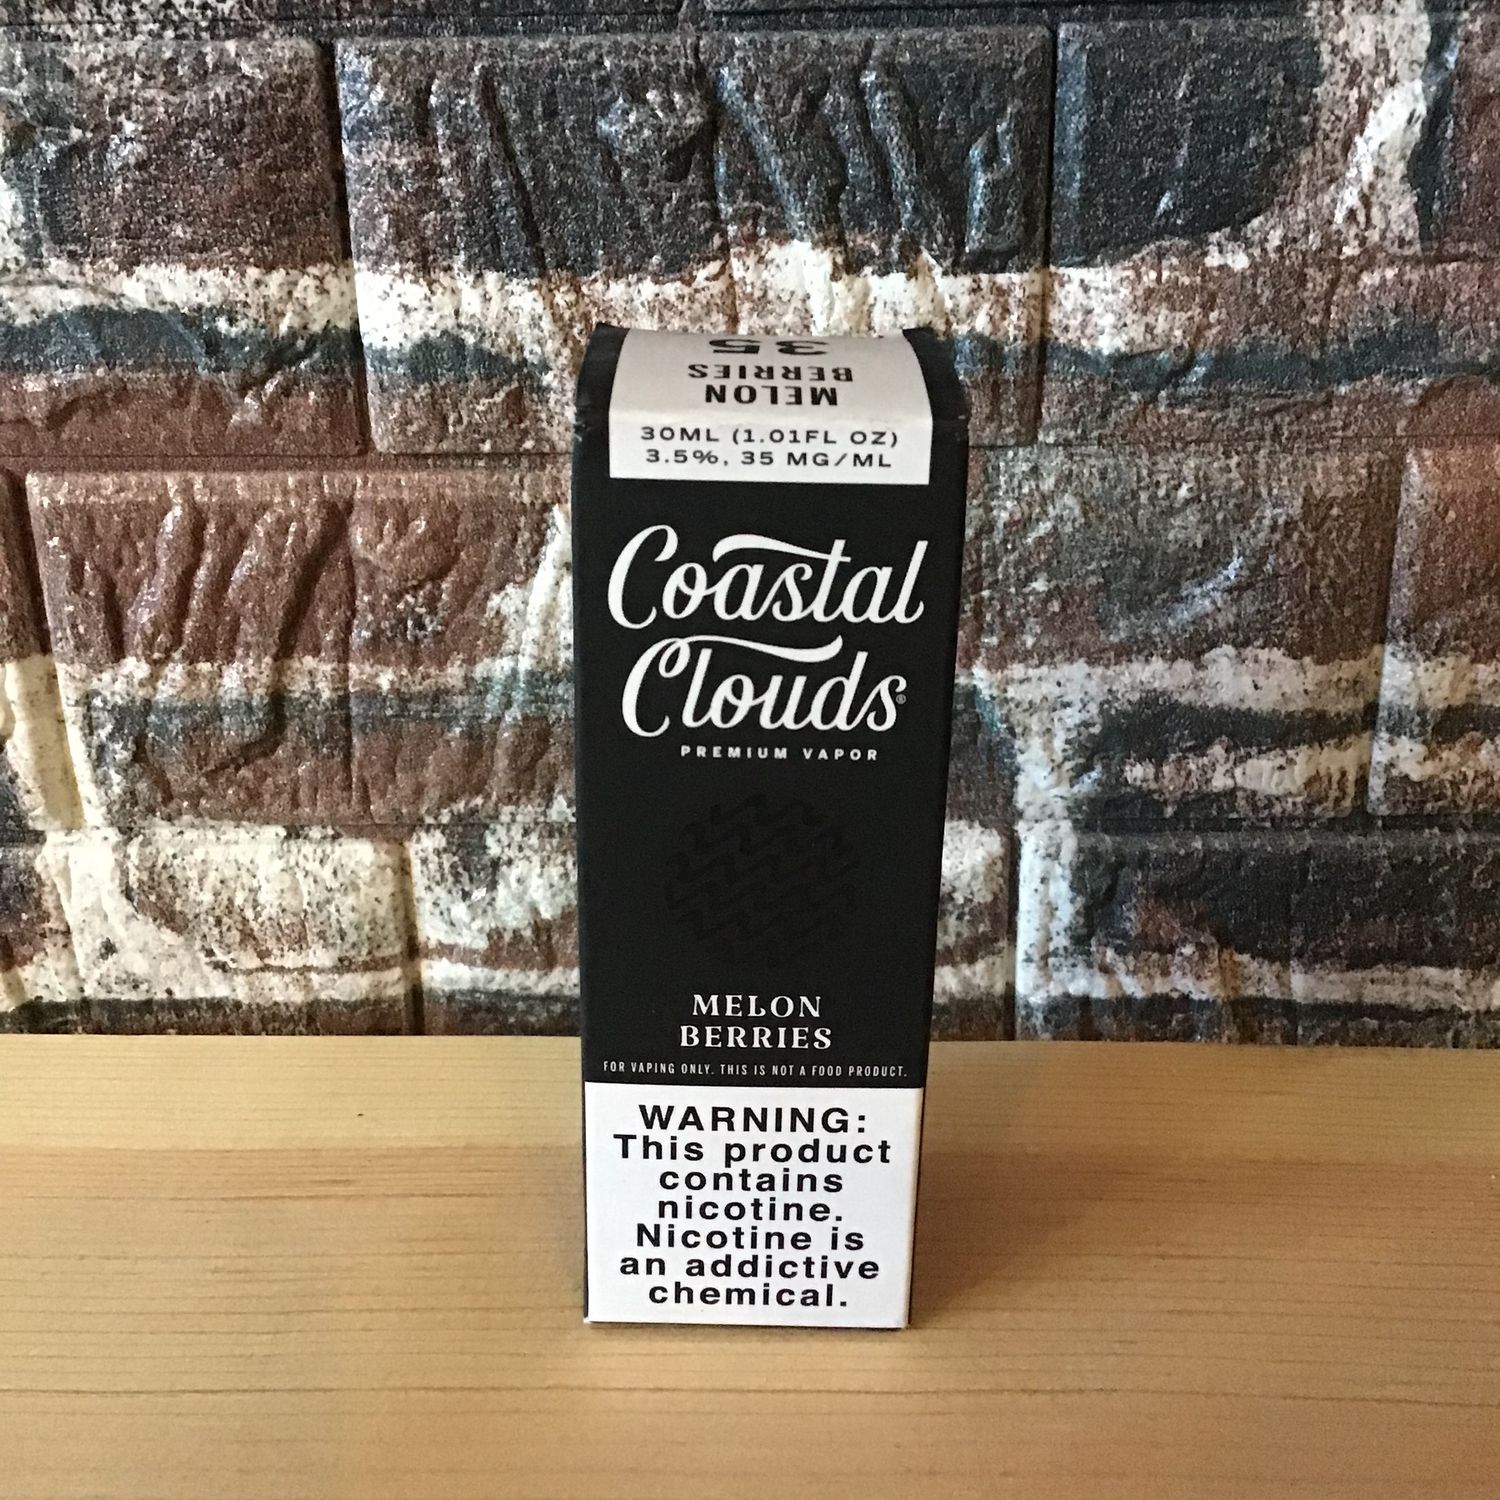 35
MELON
BERRIES
30ML (1.01FL OZ)
3.5%, 35 MG/ML
Coastal
Clouds®
PREMIUM VAPOR
MELON
BERRIES
FOR VAPING ONLY. THIS IS NOT A FOOD PRODUCT.
WARNING:
This product
contains
nicotine.
Nicotine is
an addictive
chemical.